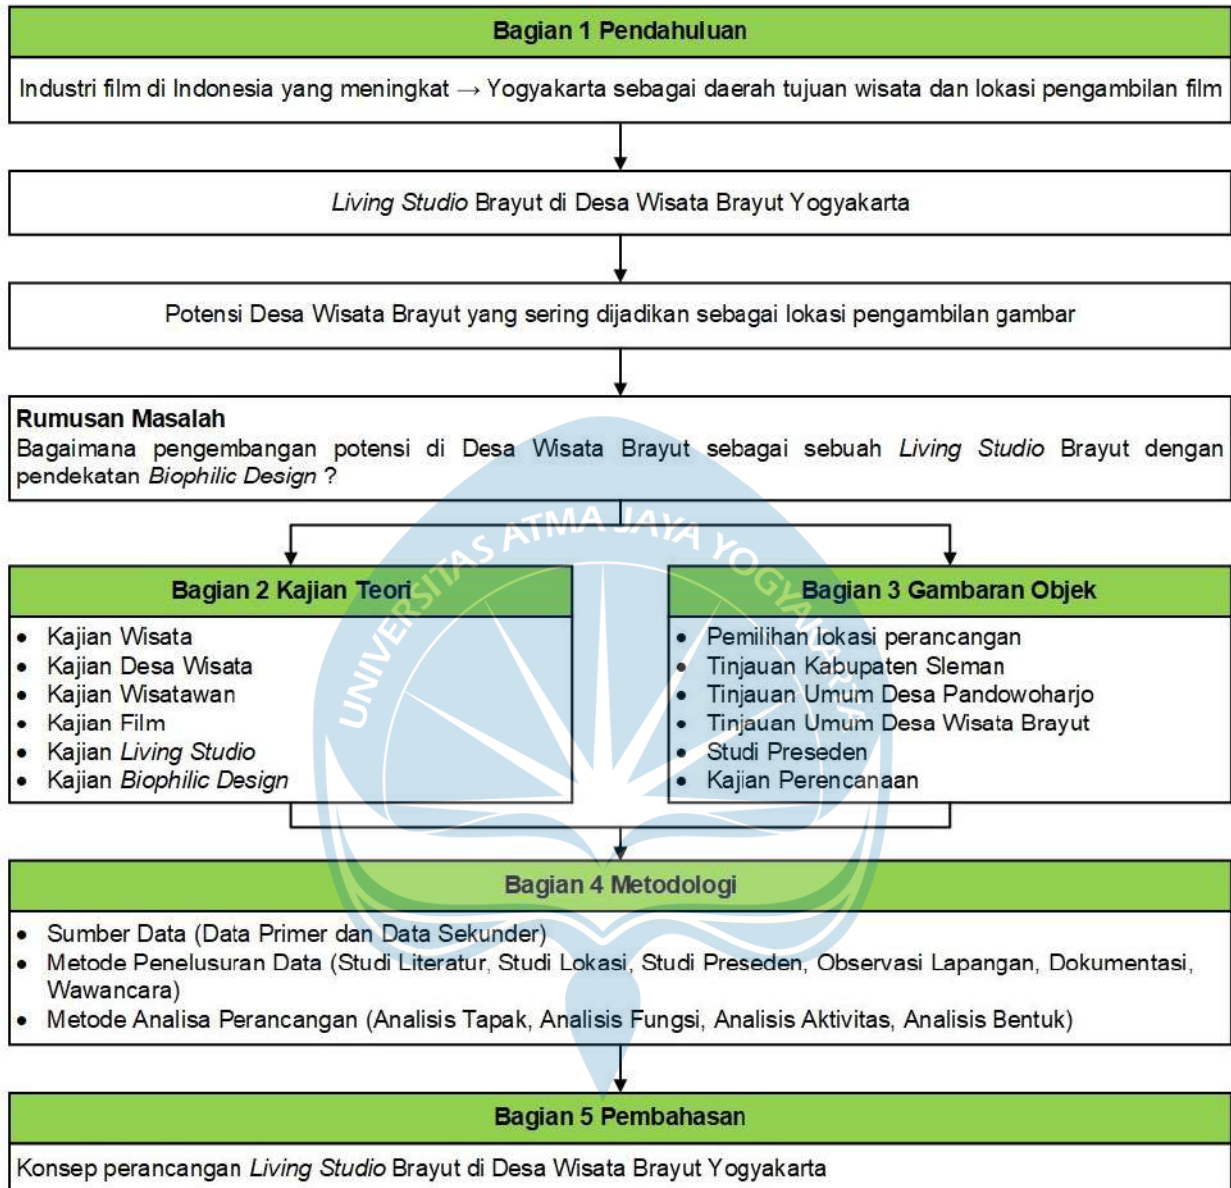 Bagian 1 Pendahuluan
Industri film di Indonesia yang meningkat → Yogyakarta sebagai daerah tujuan wisata dan lokasi pengambilan film
Living Studio Brayut di Desa Wisata Brayut Yogyakarta
Potensi Desa Wisata Brayut yang sering dijadikan sebagai lokasi pengambilan gambar
Rumusan Masalah
Bagaimana pengembangan potensi di Desa Wisata Brayut sebagai sebuah Living Studio Brayut dengan
pendekatan Biophilic Design ?
UNIVERSITAS ATMA JAYA YOGYAKARTA
Bagian 2 Kajian Teori
• Kajian Wisata
• Kajian Desa Wisata
• Kajian Wisatawan
• Kajian Film
• Kajian Living Studio
• Kajian Biophilic Design
Bagian 3 Gambaran Objek
• Pemilihan lokasi perancangan
• Tinjauan Kabupaten Sleman
• Tinjauan Umum Desa Pandowoharjo
• Tinjauan Umum Desa Wisata Brayut
• Studi Preseden
• Kajian Perencanaan
Bagian 4 Metodologi
• Sumber Data (Data Primer dan Data Sekunder)
• Metode Penelusuran Data (Studi Literatur, Studi Lokasi, Studi Preseden, Observasi Lapangan, Dokumentasi,
Wawancara)
• Metode Analisa Perancangan (Analisis Tapak, Analisis Fungsi, Analisis Aktivitas, Analisis Bentuk)
Bagian 5 Pembahasan
Konsep perancangan Living Studio Brayut di Desa Wisata Brayut Yogyakarta